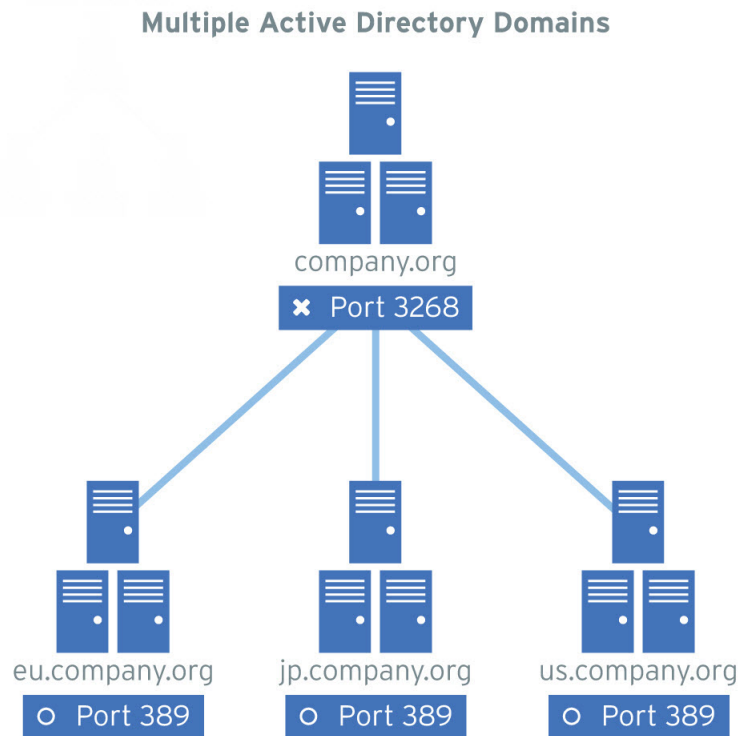 Multiple Active Directory Domains
company.org
✖ Port 3268
eu.company.org
jp.company.org
us.company.org
○ Port 389
○ Port 389
○ Port 389